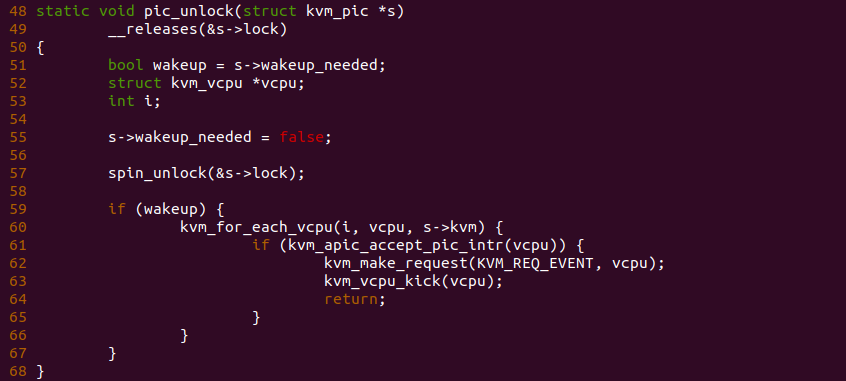 48 static void pic_unlock(struct kvm_pic *s)
49         __releases(&s->lock)
50 {
51         bool wakeup = s->wakeup_needed;
52         struct kvm_vcpu *vcpu;
53         int i;
54
55         s->wakeup_needed = false;
56
57         spin_unlock(&s->lock);
58
59         if (wakeup) {
60                 kvm_for_each_vcpu(i, vcpu, s->kvm) {
61                         if (kvm_apic_accept_pic_intr(vcpu)) {
62                                 kvm_make_request(KVM_REQ_EVENT, vcpu);
63                                 kvm_vcpu_kick(vcpu);
64                                 return;
65                         }
66                 }
67         }
68 }